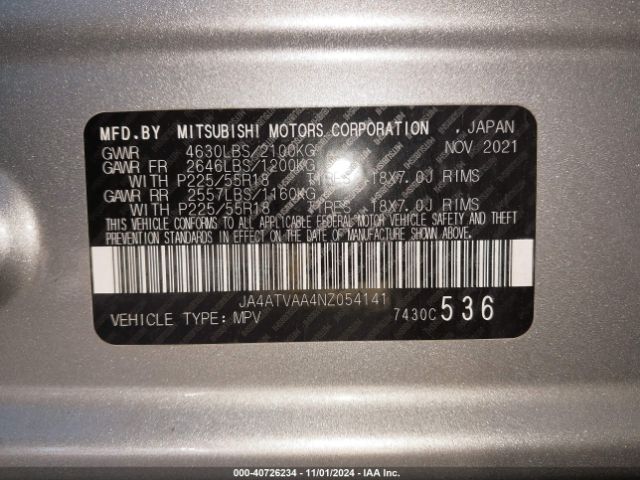 MFD.BY MITSUBISHI MOTORS CORPORATION , JAPAN
GVWR 4630LBS/2100KG NOV 2021
GAWR FR 2646LBS/1200KG
WITH P225/55R18 TIRES, 18X7.0J RIMS
GAWR RR 2557LBS/1160KG
WITH P225/55R18 TIRES, 18X7.0J RIMS
THIS VEHICLE CONFORMS TO ALL APPLICABLE FEDERAL MOTOR VEHICLE SAFETY AND THEFT
PREVENTION STANDARDS IN EFFECT ON THE DATE OF MANUFACTURE SHOWN ABOVE.
JA4ATVAA4NZ054141
VEHICLE TYPE: MPV 7430C 536
000-40726234 - 11/01/2024 - IAA Inc.